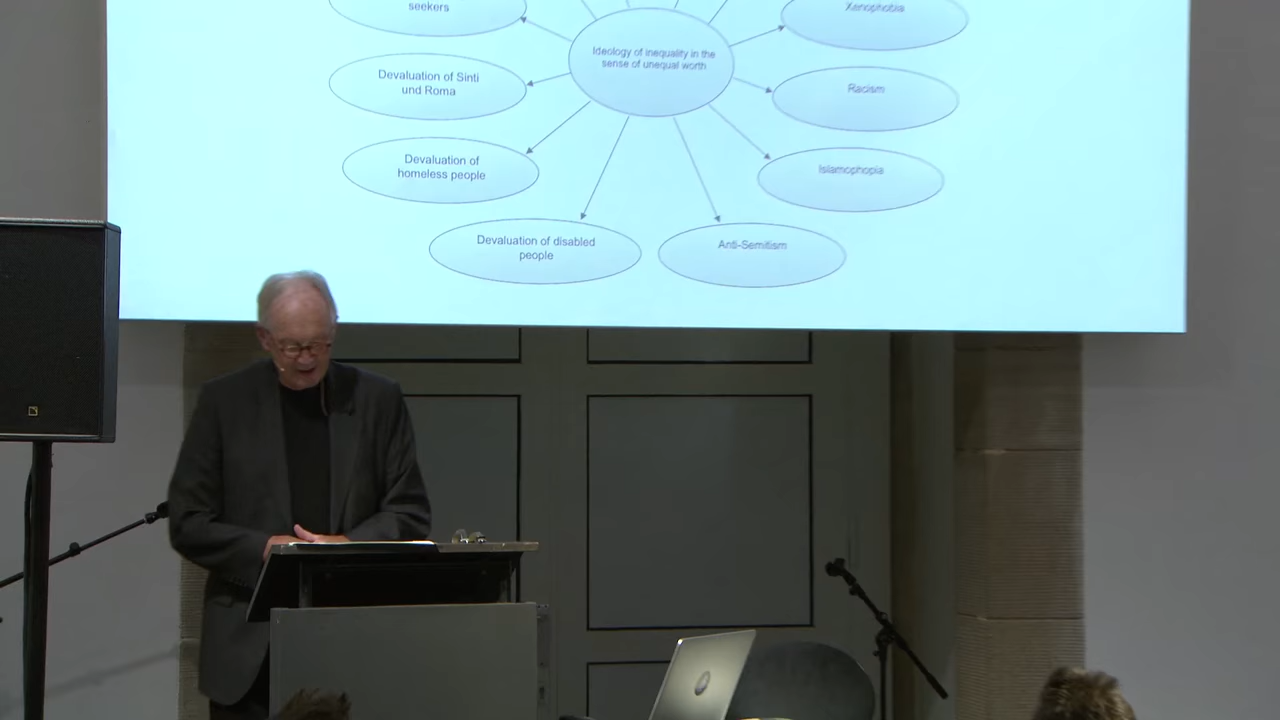 seekers
Xenophobia
Ideology of inequality in the
sense of unequal worth
Devaluation of Sinti
und Roma
Racism
Devaluation of
homeless people
Islamophopia
Devaluation of disabled
people
Anti-Semitism